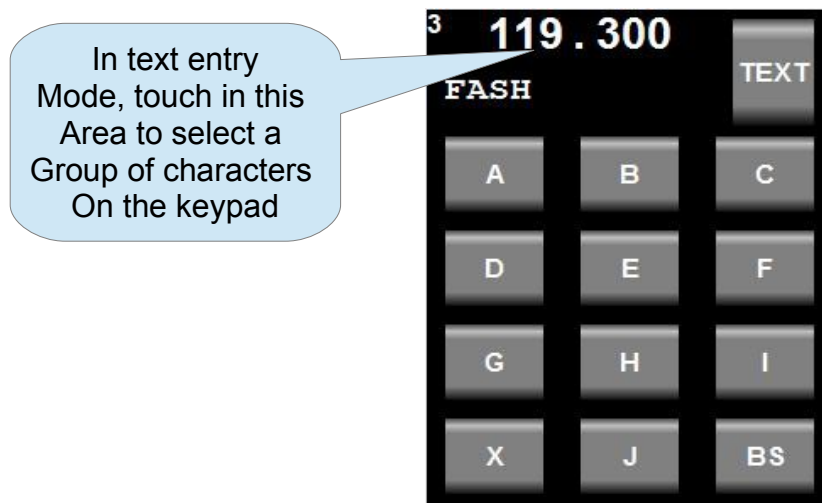 In text entry
Mode, touch in this
Area to select a
Group of characters
On the keypad
3 119.300
TEXT
FASH
A B C
D E F
G H I
X J BS